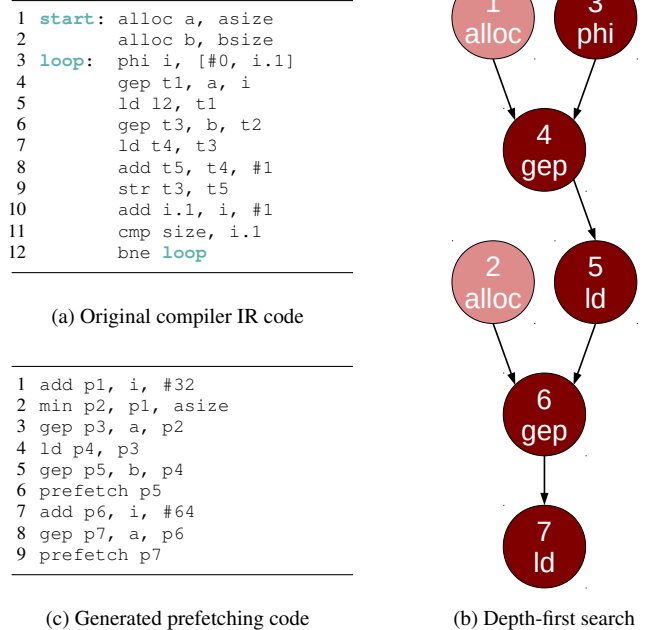 1 start: alloc a, asize
2 alloc b, bsize
3 loop: phi i, [#0, i.1]
4 gep t1, a, i
5 ld l2, t1
6 gep t3, b, t2
7 ld t4, t3
8 add t5, t4, #1
9 str t3, t5
10 add i.1, i, #1
11 cmp size, i.1
12 bne loop
(a) Original compiler IR code
1 add p1, i, #32
2 min p2, p1, asize
3 gep p3, a, p2
4 ld p4, p3
5 gep p5, b, p4
6 prefetch p5
7 add p6, i, #64
8 gep p7, a, p6
9 prefetch p7
(c) Generated prefetching code
1
alloc
3
phi
4
gep
2
alloc
5
ld
6
gep
7
ld
(b) Depth-first search